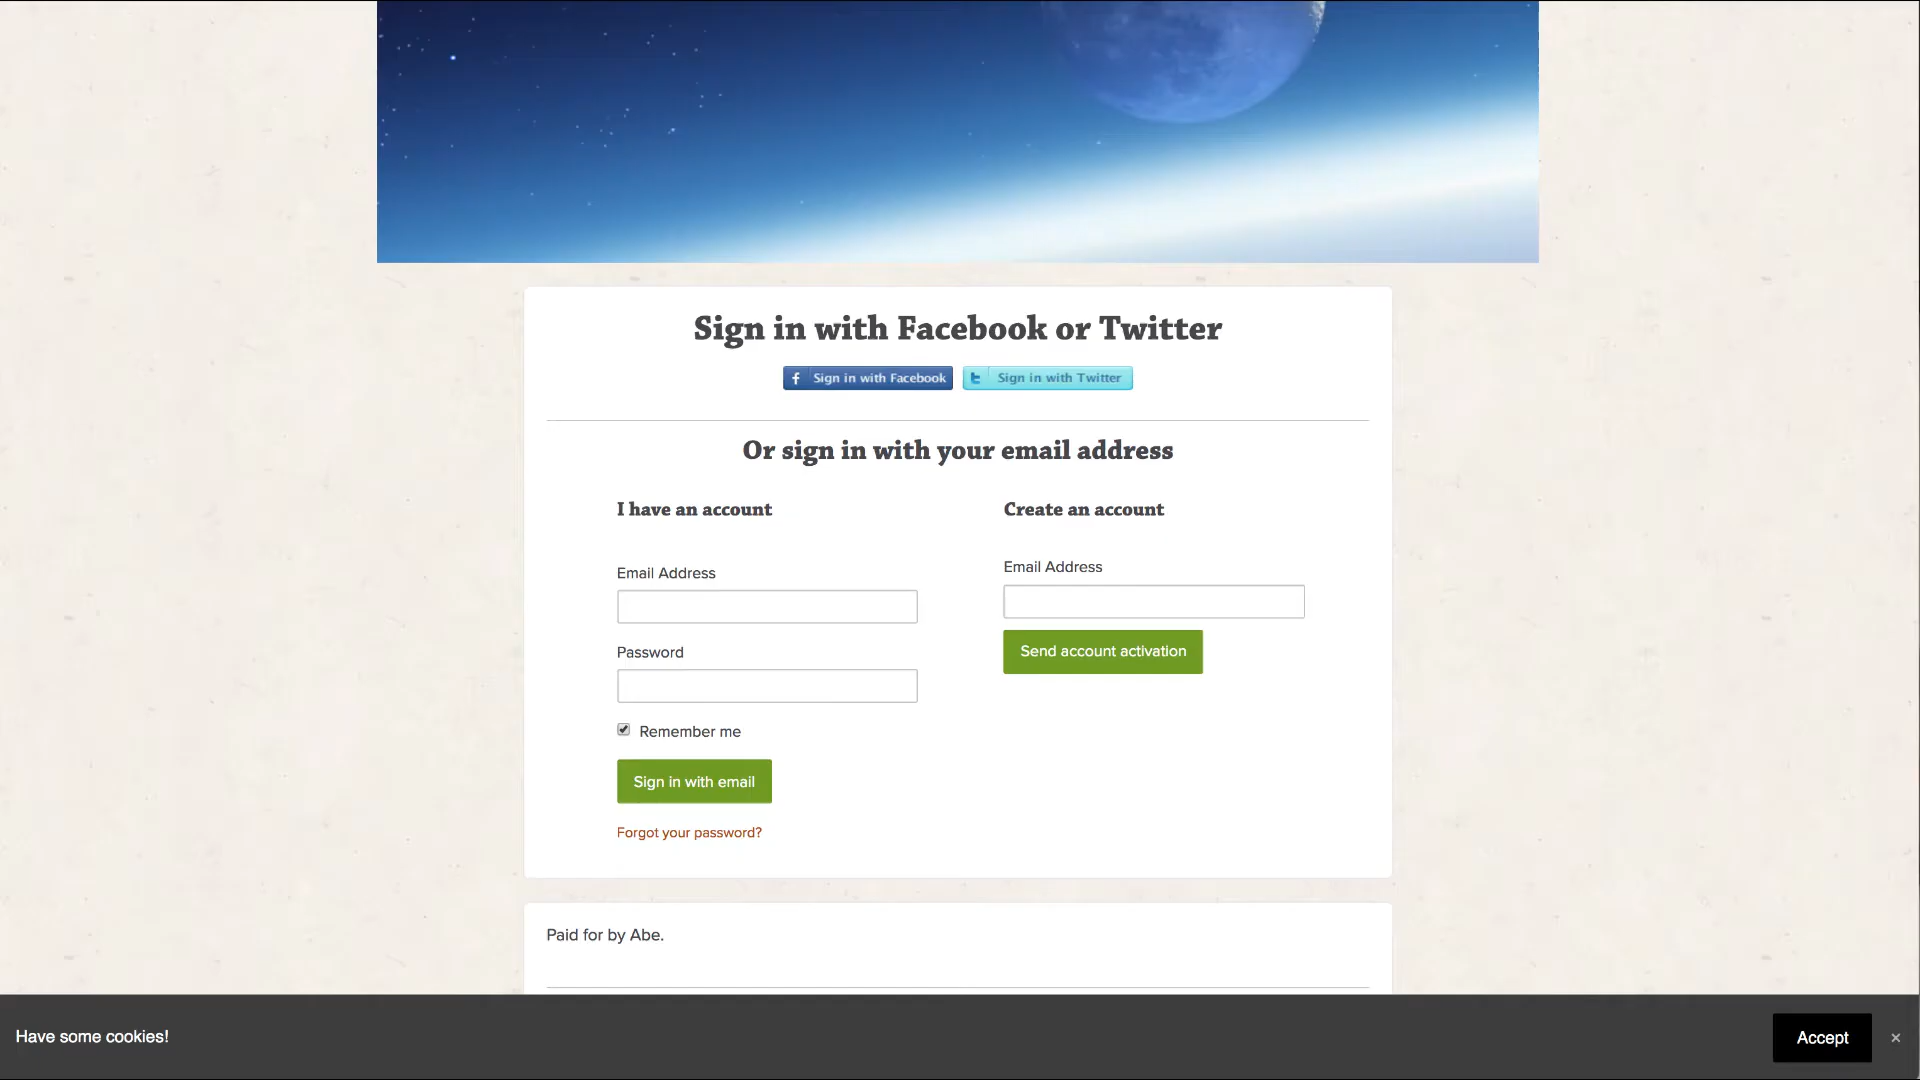 Sign in with Facebook or Twitter
Sign in with Facebook
Sign in with Twitter
Or sign in with your email address
I have an account
Email Address
Password
Remember me
Sign in with email
Forgot your password?
Create an account
Email Address
Send account activation
Paid for by Abe.
Have some cookies!
Accept
×